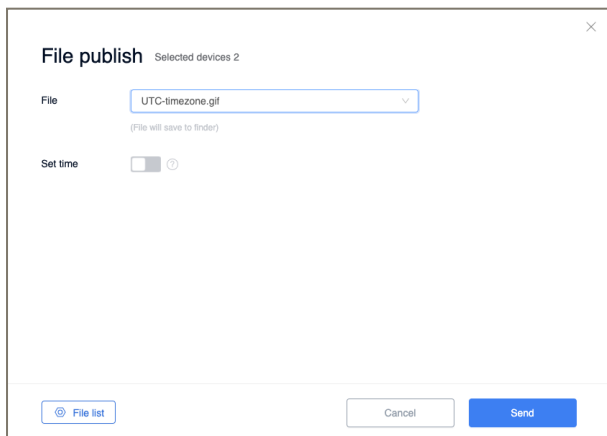 File publish Selected devices 2
File UTC-timezone.gif
(File will save to finder)
Set time
File list Cancel Send